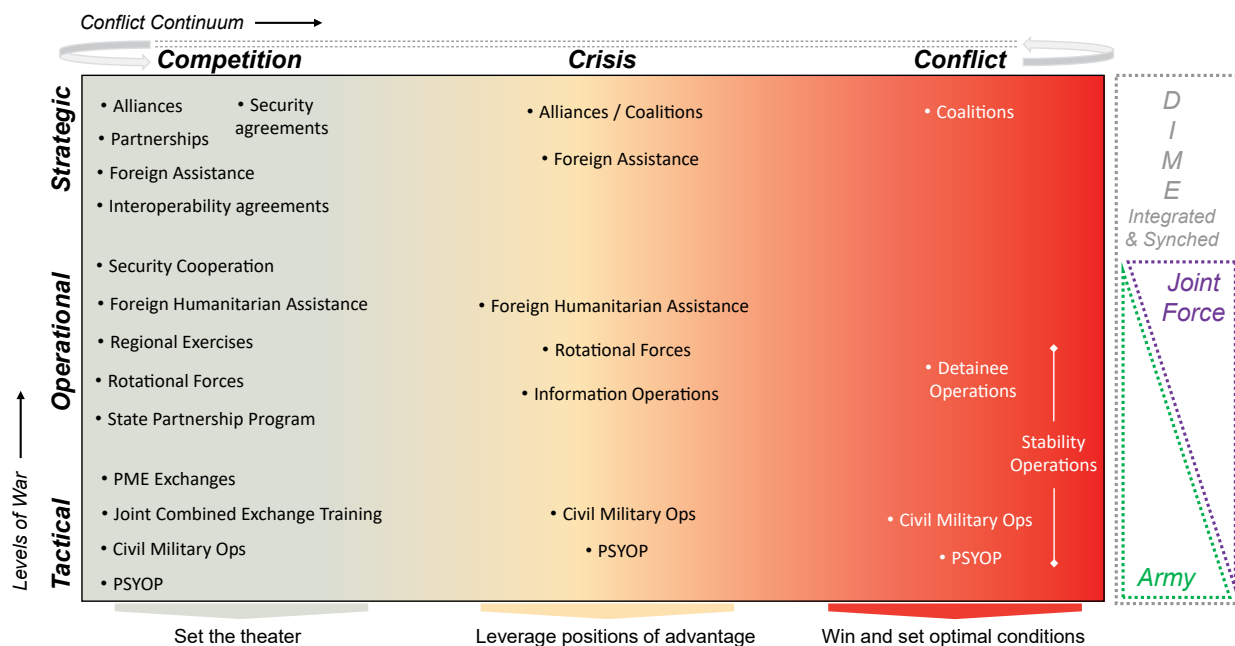 Conflict Continuum
Competition
Crisis
Conflict
Strategic
• Alliances
• Security
agreements
• Partnerships
• Foreign Assistance
• Interoperability agreements
• Alliances / Coalitions
• Foreign Assistance
• Coalitions
Operational
• Security Cooperation
• Foreign Humanitarian Assistance
• Regional Exercises
• Rotational Forces
• State Partnership Program
• Foreign Humanitarian Assistance
• Rotational Forces
• Information Operations
• Detainee
Operations
Stability
Operations
Tactical
• PME Exchanges
• Joint Combined Exchange Training
• Civil Military Ops
• PSYOP
• Civil Military Ops
• PSYOP
• Civil Military Ops
• PSYOP
Levels of War
D
I
M
E
Integrated
& Synched
Joint
Force
Army
Set the theater
Leverage positions of advantage
Win and set optimal conditions